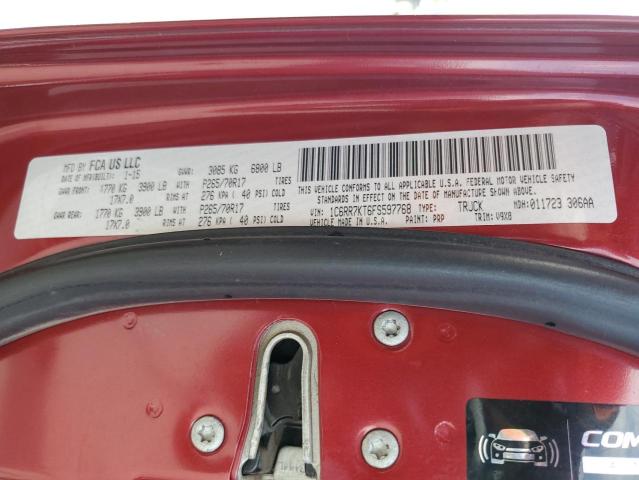 MFD BY FCA US LLC
DATE OF MFR(BUILT): 1-15 GVWR: 3085 KG 6800 LB
GAWR FRONT: 1770 KG 3900 LB WITH P265/70R17 TIRES
17X7.0 RIMS AT 276 KPA ( 40 PSI) COLD
GAWR REAR: 1770 KG 3900 LB WITH P265/70R17 TIRES
17X7.0 RIMS AT 276 KPA ( 40 PSI) COLD
THIS VEHICLE CONFORMS TO ALL APPLICABLE U.S.A. FEDERAL MOTOR VEHICLE SAFETY
STANDARDS IN EFFECT ON THE DATE OF MANUFACTURE SHOWN ABOVE.
VIN: 1C6RR7KT6FS597768 TYPE: TRUCK MDH:011723 306AA
VEHICLE MADE IN U.S.A. PAINT: PRP TRIM: V9X8
COM